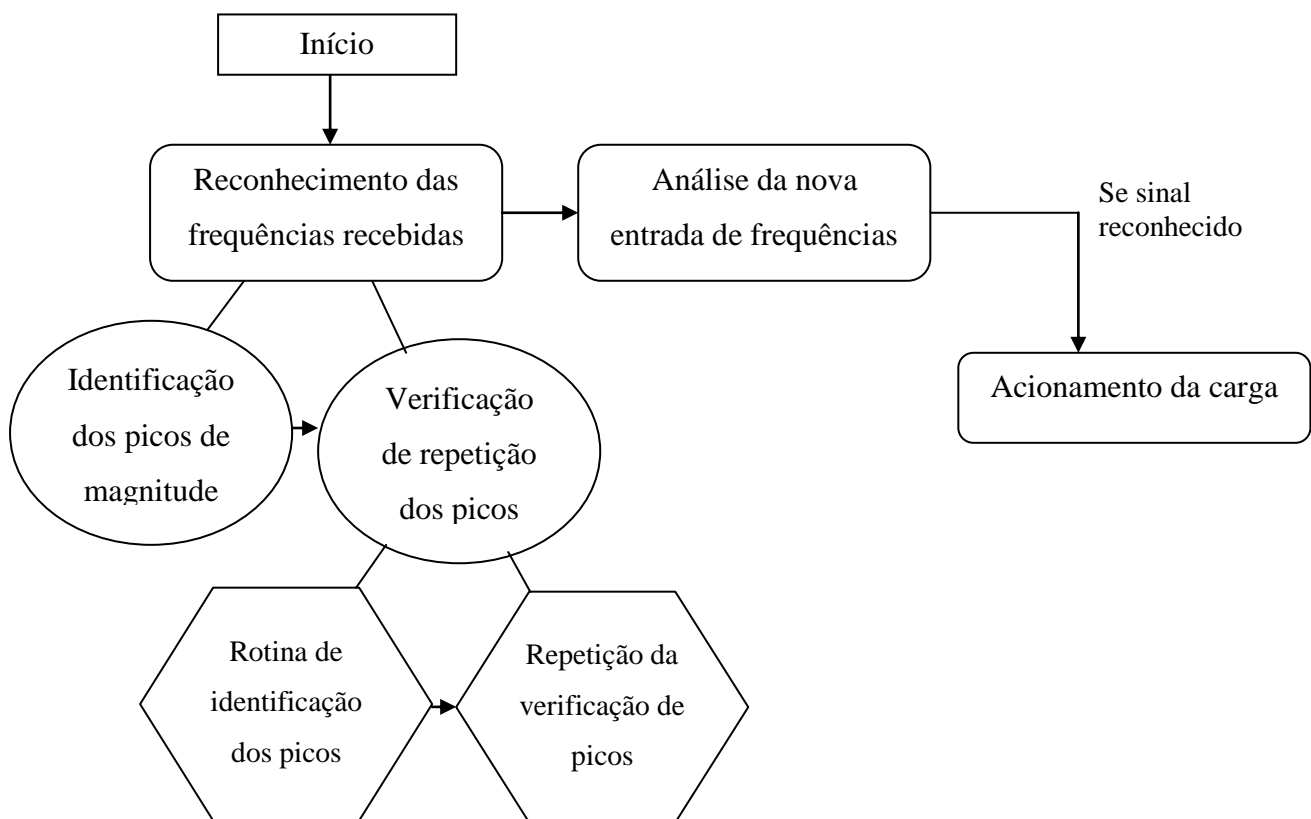 Início
Reconhecimento das
frequências recebidas
Análise da nova
entrada de frequências
Se sinal
reconhecido
Acionamento da carga
Identificação
dos picos de
magnitude
Verificação
de repetição
dos picos
Rotina de
identificação
dos picos
Repetição da
verificação de
picos